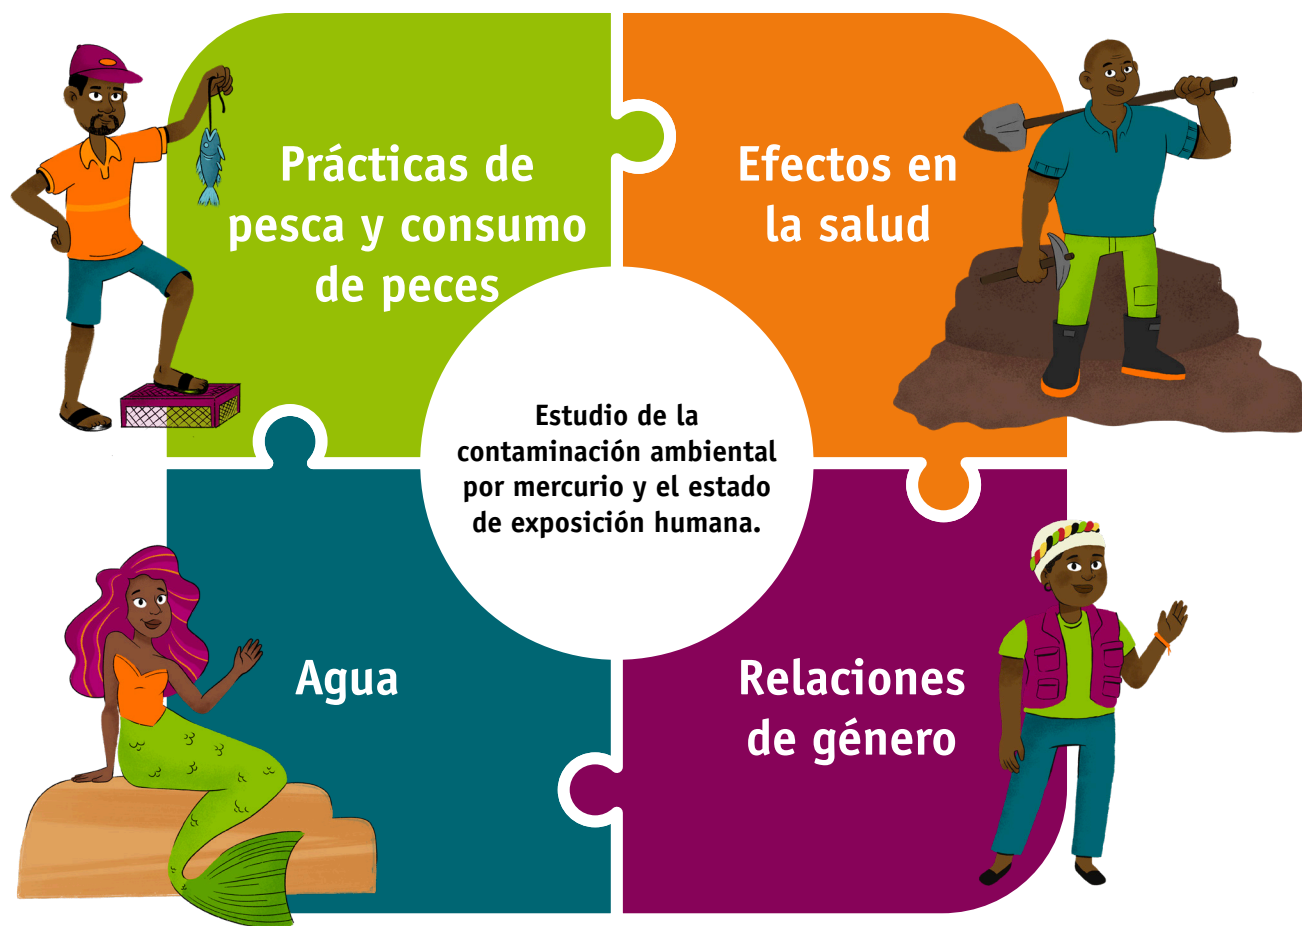 Prácticas de
pesca y consumo
de peces
Efectos en
la salud
Estudio de la
contaminación ambiental
por mercurio y el estado
de exposición humana.
Agua
Relaciones
de género